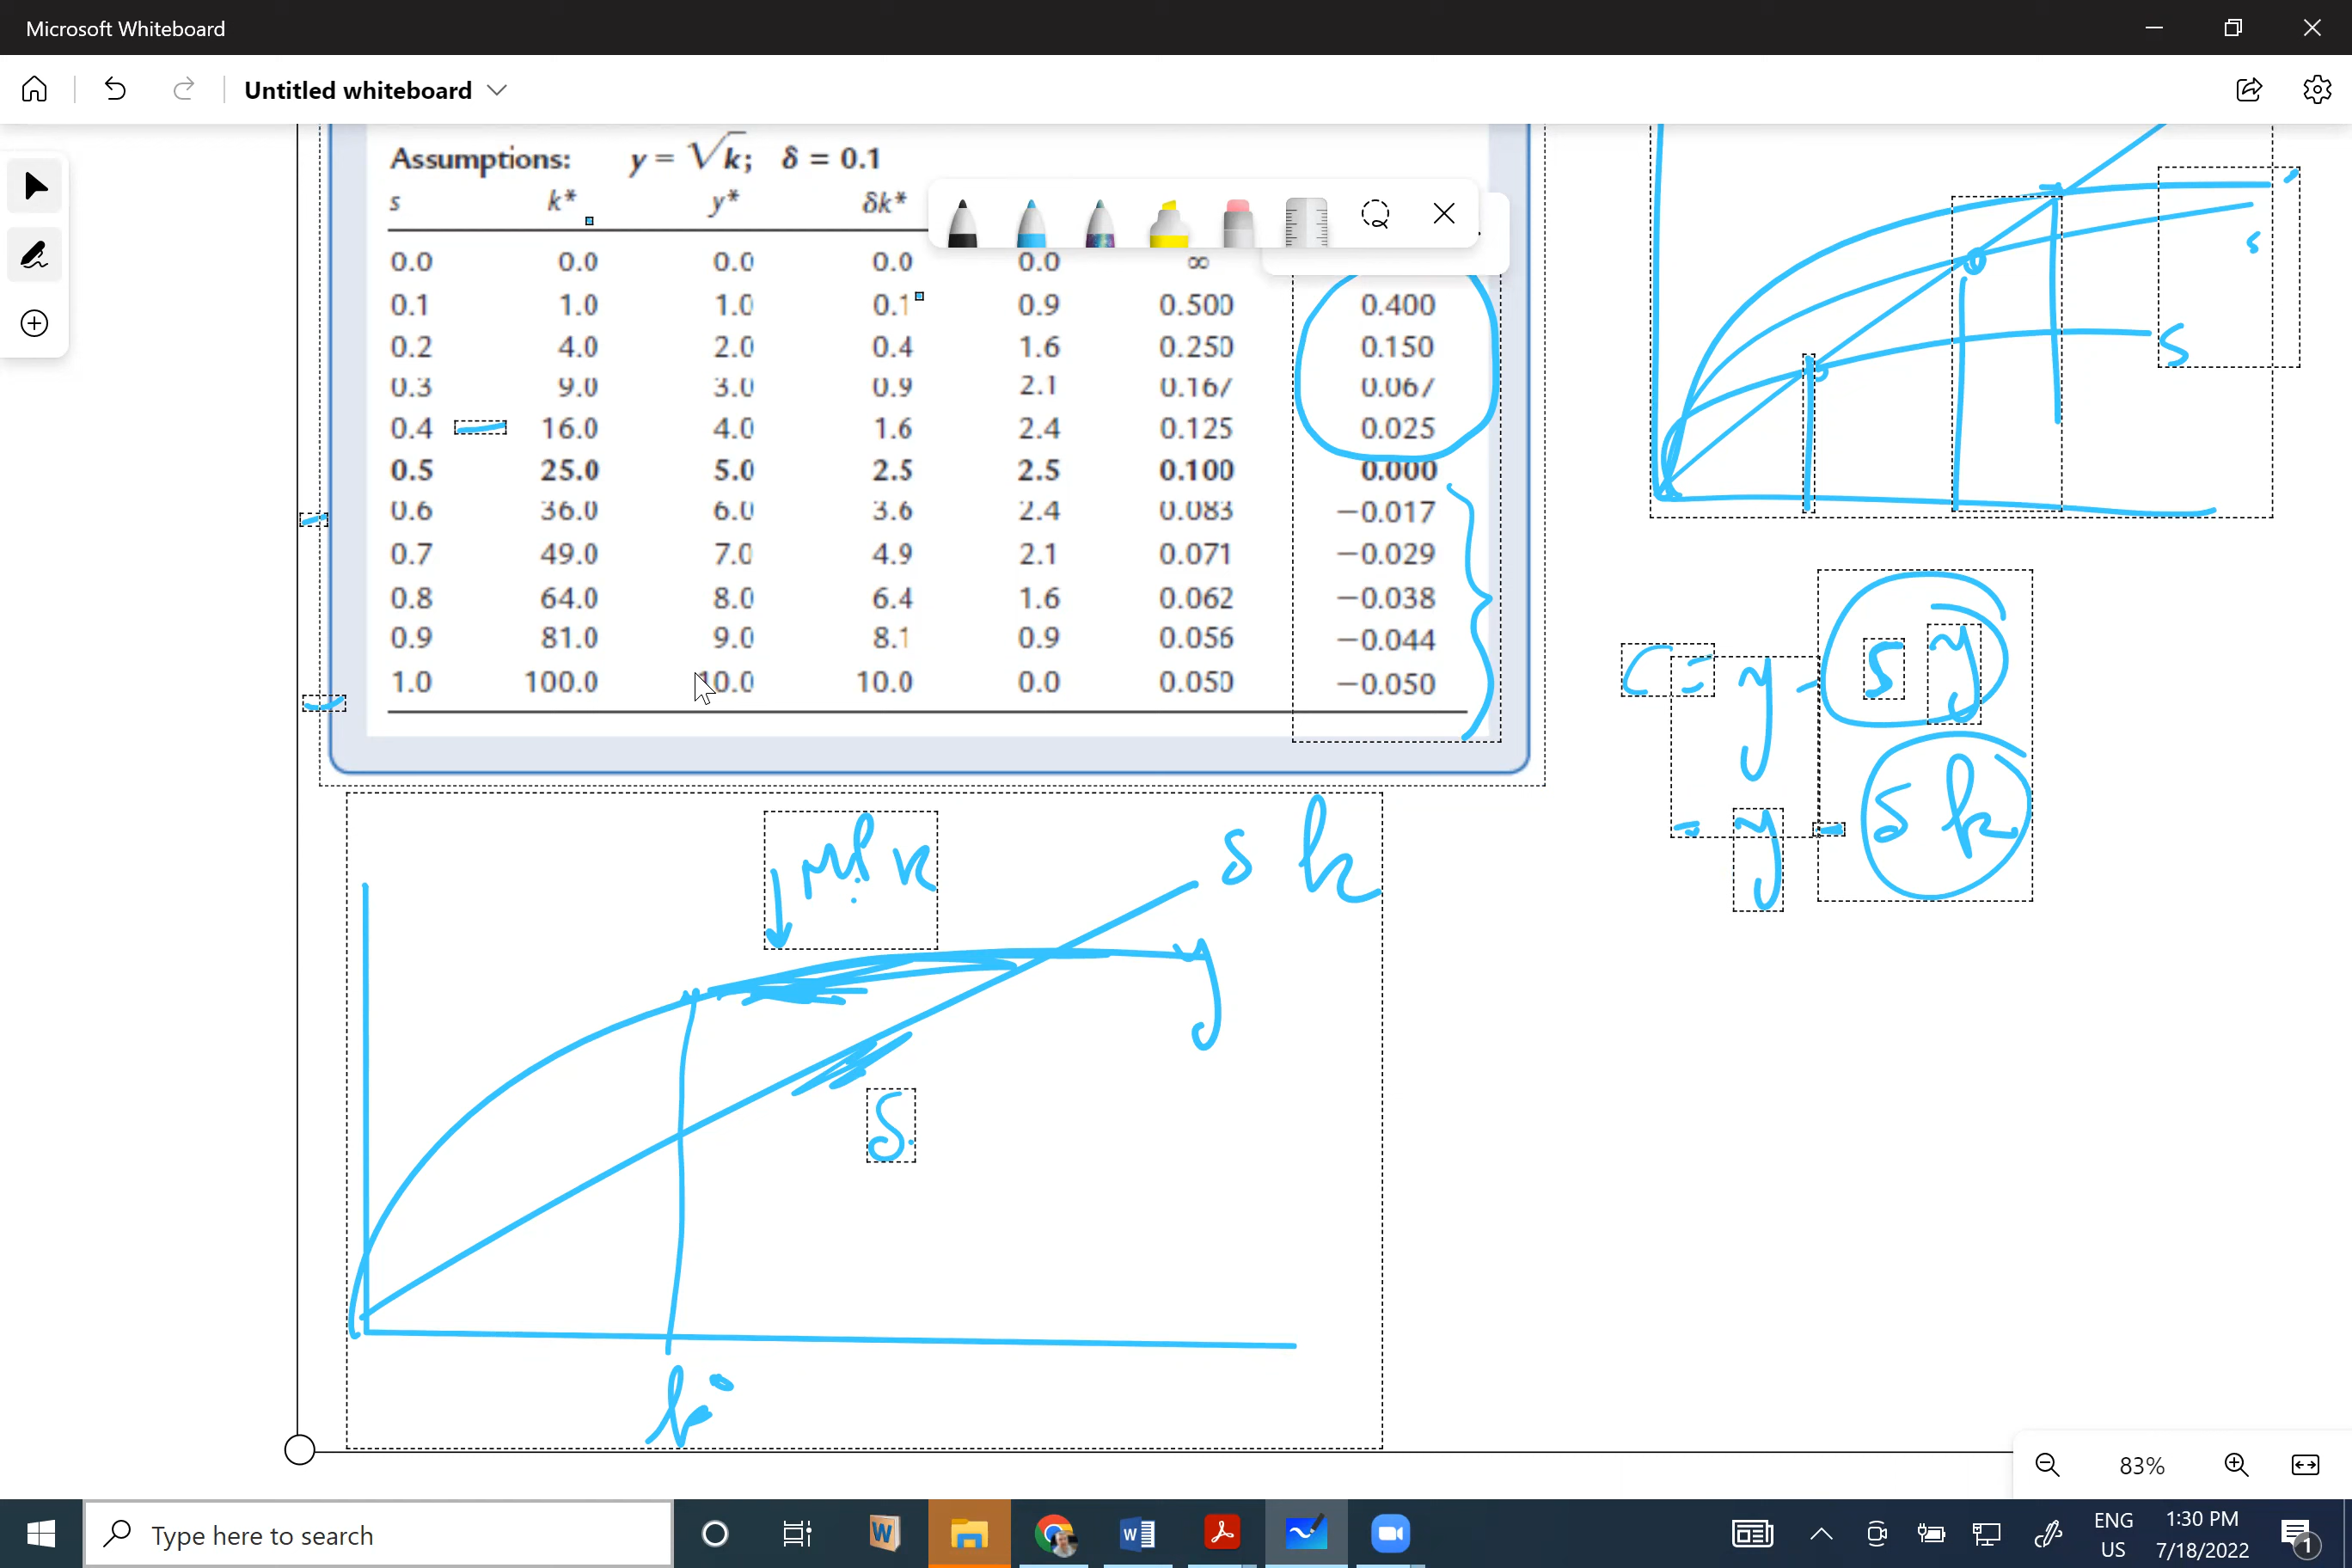 Microsoft Whiteboard
Untitled whiteboard
Assumptions: y = √k; δ = 0.1
s k* y* δk*
0.0 0.0 0.0 0.0 0.0 ∞
0.1 1.0 1.0 0.1 0.9 0.500 0.400
0.2 4.0 2.0 0.4 1.6 0.250 0.150
0.3 9.0 3.0 0.9 2.1 0.167 0.067
0.4 16.0 4.0 1.6 2.4 0.125 0.025
0.5 25.0 5.0 2.5 2.5 0.100 0.000
0.6 36.0 6.0 3.6 2.4 0.083 −0.017
0.7 49.0 7.0 4.9 2.1 0.071 −0.029
0.8 64.0 8.0 6.4 1.6 0.062 −0.038
0.9 81.0 9.0 8.1 0.9 0.056 −0.044
1.0 100.0 10.0 10.0 0.0 0.050 −0.050
s
s
c = y - s y
= y - δ k
MPK
δ k
y
δ
k*
83%
Type here to search
ENG
US
1:30 PM
7/18/2022
1